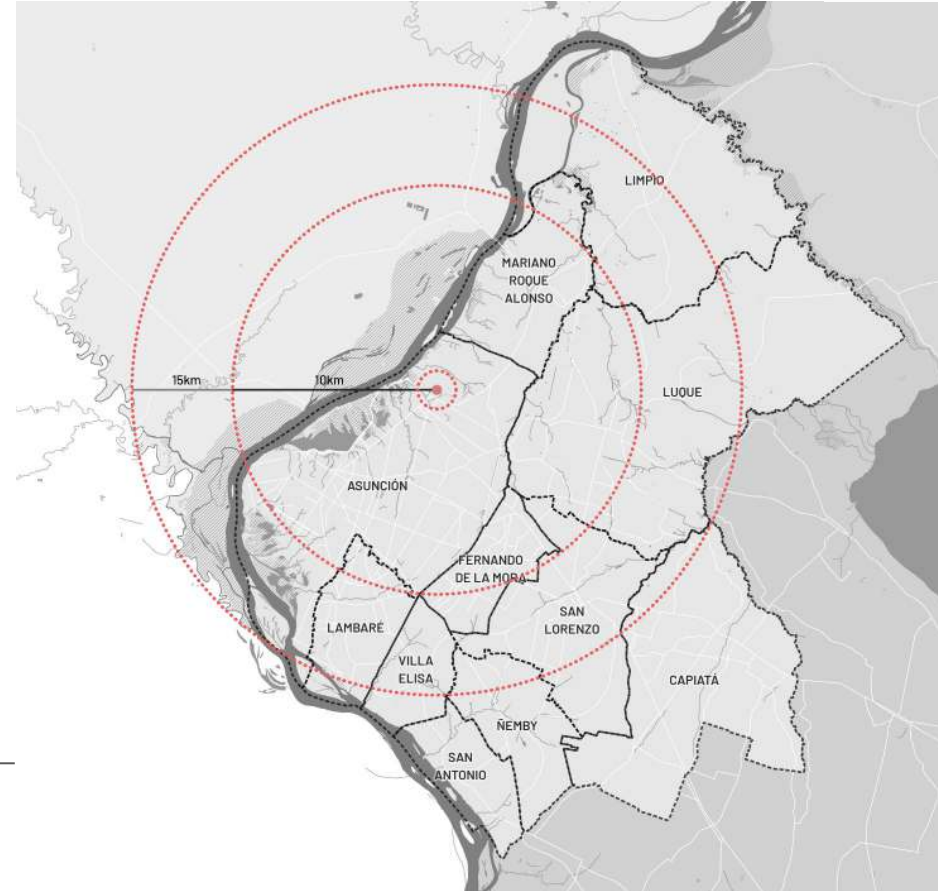 LIMPIO
MARIANO
ROQUE
ALONSO
15km
10km
LUQUE
ASUNCIÓN
FERNANDO
DE LA MORA
SAN
LORENZO
LAMBARÉ
VILLA
ELISA
CAPIATÁ
ÑEMBY
SAN
ANTONIO